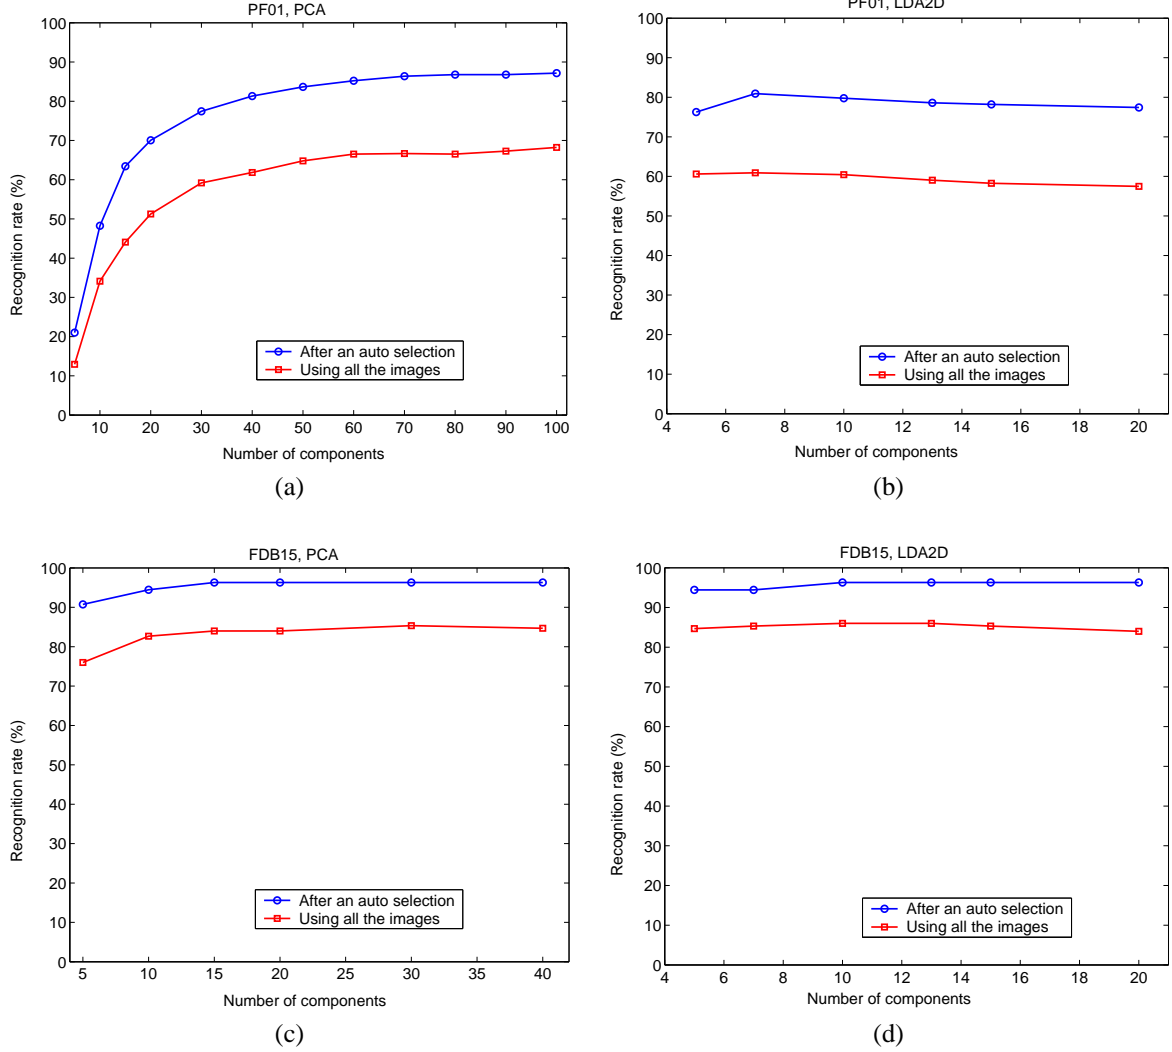 PF01, PCA
100
90
80
70
60
50
40
30
20
10
0
Recognition rate (%)
After an auto selection
Using all the images
10 20 30 40 50 60 70 80 90 100
Number of components
(a)
PF01, LDA2D
100
90
80
70
60
50
40
30
20
10
0
Recognition rate (%)
After an auto selection
Using all the images
4 6 8 10 12 14 16 18 20
Number of components
(b)
FDB15, PCA
100
90
80
70
60
50
40
30
20
10
0
Recognition rate (%)
After an auto selection
Using all the images
5 10 15 20 25 30 35 40
Number of components
(c)
FDB15, LDA2D
100
90
80
70
60
50
40
30
20
10
0
Recognition rate (%)
After an auto selection
Using all the images
4 6 8 10 12 14 16 18 20
Number of components
(d)